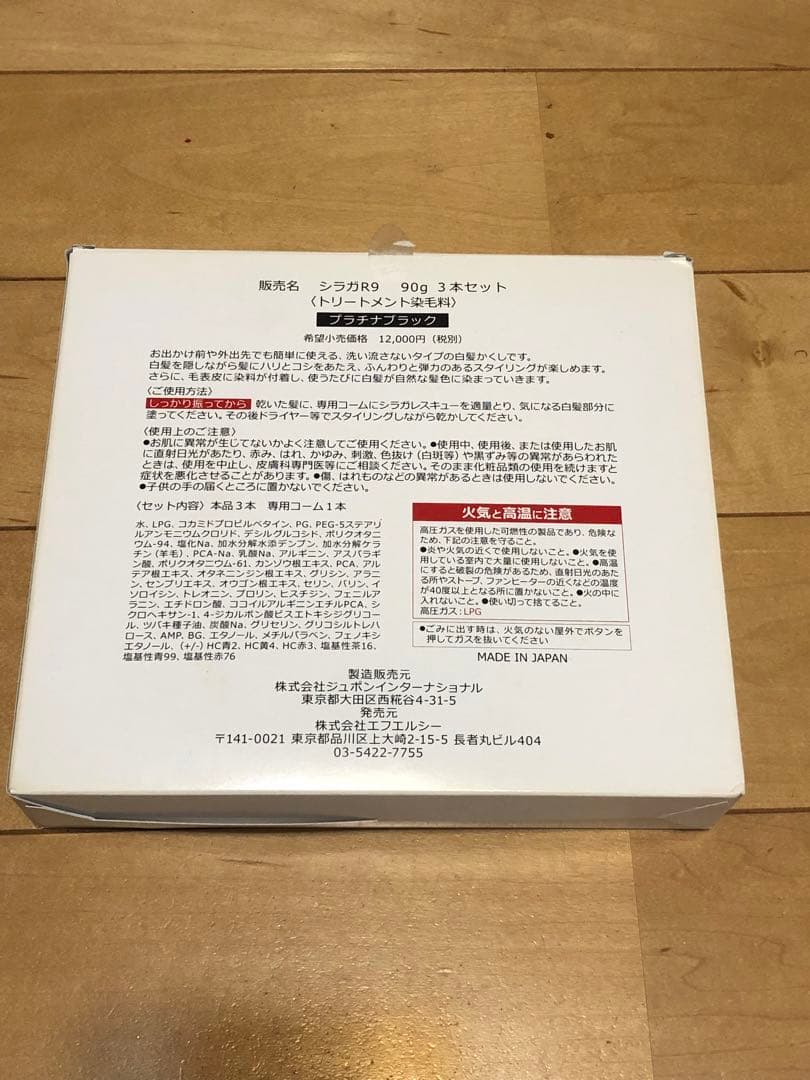 販売名　シラガR9　90g 3本セット
〈トリートメント染毛料〉
プラチナブラック
希望小売価格　12,000円（税別）
お出かけ前や外出先でも簡単に使える、洗い流さないタイプの白髪かくしです。
白髪を隠しながら髪にハリとコシをあたえ、ふんわりと弾力のあるスタイリングが楽しめます。
さらに、毛表皮に染料が付着し、使うたびに白髪が自然な髪色に染まっていきます。
〈ご使用方法〉
しっかり振ってから 乾いた髪に、専用コームにシラガレスキューを適量とり、気になる白髪部分に
塗ってください。その後ドライヤー等でスタイリングしながら乾かしてください。
〈使用上のご注意〉
●お肌に異常が生じてないかよく注意してご使用ください。●使用中、使用後、または使用したお肌
に直射日光があたり、赤み、はれ、かゆみ、刺激、色抜け（白斑等）や黒ずみ等の異常があらわれた
ときは、使用を中止し、皮膚科専門医等にご相談ください。そのまま化粧品類の使用を続けますと
症状を悪化させることがあります。●傷、はれものなどの異常があるときは使用しないでください。
●子供の手の届くところに置かないでください。
〈セット内容〉本品3本　専用コーム1本
水、LPG、コカミドプロピルベタイン、PG、PEG-5ステアリ
ルアンモニウムクロリド、デシルグルコシド、ポリクオタニ
ウム-94、塩化Na、加水分解水添デンプン、加水分解ケラ
チン（羊毛）、PCA-Na、乳酸Na、アルギニン、アスパラギ
ン酸、ポリクオタニウム-61、カンゾウ根エキス、PCA、アル
テア根エキス、オタネニンジン根エキス、グリシン、アラニ
ン、センブリエキス、オウゴン根エキス、セリン、バリン、イ
ソロイシン、トレオニン、プロリン、ヒスチジン、フェニルア
ラニン、エチドロン酸、ココイルアルギニンエチルPCA、シ
クロヘキサン-1, 4-ジカルボン酸ビスエトキシジグリコー
ル、ツバキ種子油、炭酸Na、グリセリン、グリコシルトレハ
ロース、AMP、BG、エタノール、メチルパラベン、フェノキシ
エタノール、(+/-) HC青2、HC黄4、HC赤3、塩基性茶16、
塩基性青99、塩基性赤76
火気と高温に注意
高圧ガスを使用した可燃性の製品であり、危険な
ため、下記の注意を守ること。
●炎や火気の近くで使用しないこと。●火気を使
用している室内で大量に使用しないこと。●高温
にすると破裂の危険があるため、直射日光のあた
る所やストーブ、ファンヒーターの近くなどの温度
が40度以上となる所に置かないこと。●火の中に
入れないこと。●使い切って捨てること。
高圧ガス：LPG
●ごみに出す時は、火気のない屋外でボタンを
押してガスを抜いてください
MADE IN JAPAN
製造販売元
株式会社ジュポンインターナショナル
東京都大田区西糀谷4-31-5
発売元
株式会社エフエルシー
〒141-0021 東京都品川区上大崎2-15-5 長者丸ビル404
03-5422-7755